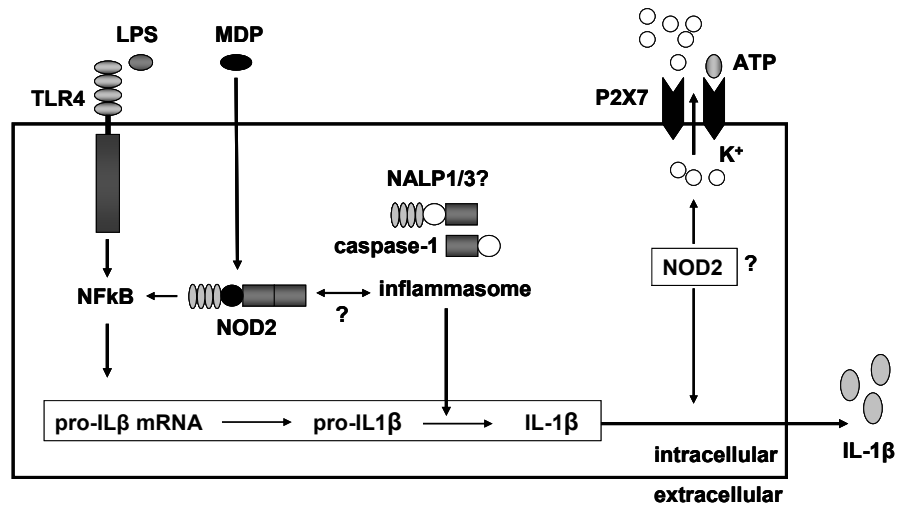 LPS
MDP
ATP
TLR4
P2X7
K+
NALP1/3?
caspase-1
NOD2 ?
NFkB
inflammasome
?
NOD2
pro-ILβ mRNA
pro-IL1β
IL-1β
intracellular
IL-1β
extracellular